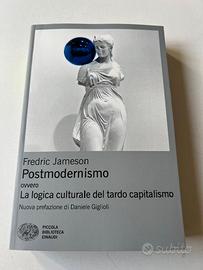 Fredric Jameson
Postmodernismo
ovvero
La logica culturale del tardo capitalismo
Nuova prefazione di Daniele Giglioli
PICCOLA
BIBLIOTECA
EINAUDI
subito